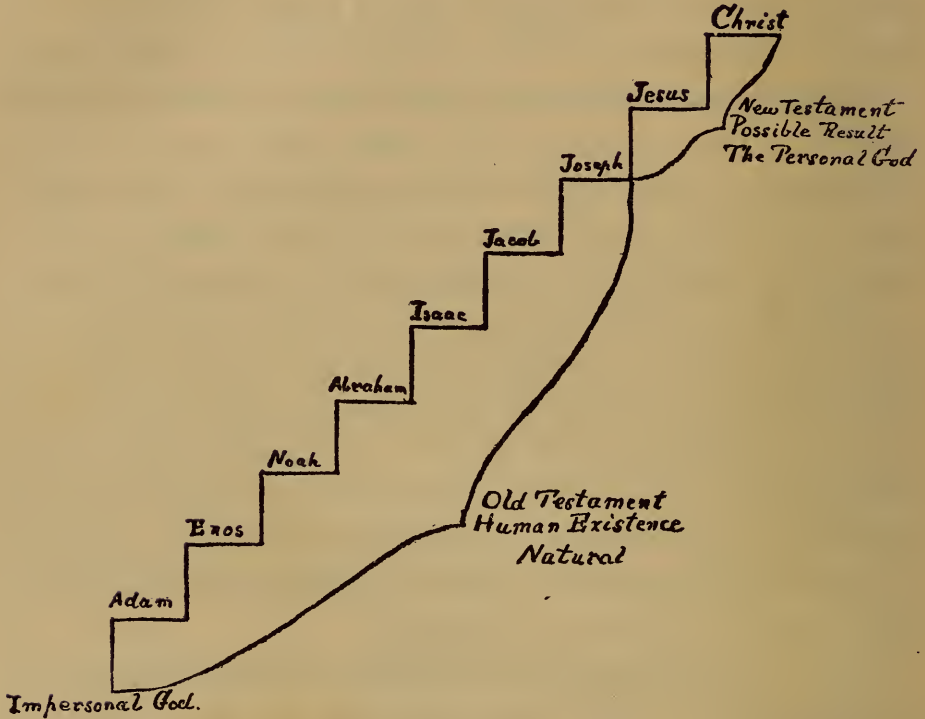 Christ
Jesus
New Testament
Possible Result
The Personal God
Joseph
Jacob
Isaac
Abraham
Noah
Old Testament
Human Existence
Natural
Enos
Adam
Impersonal God.